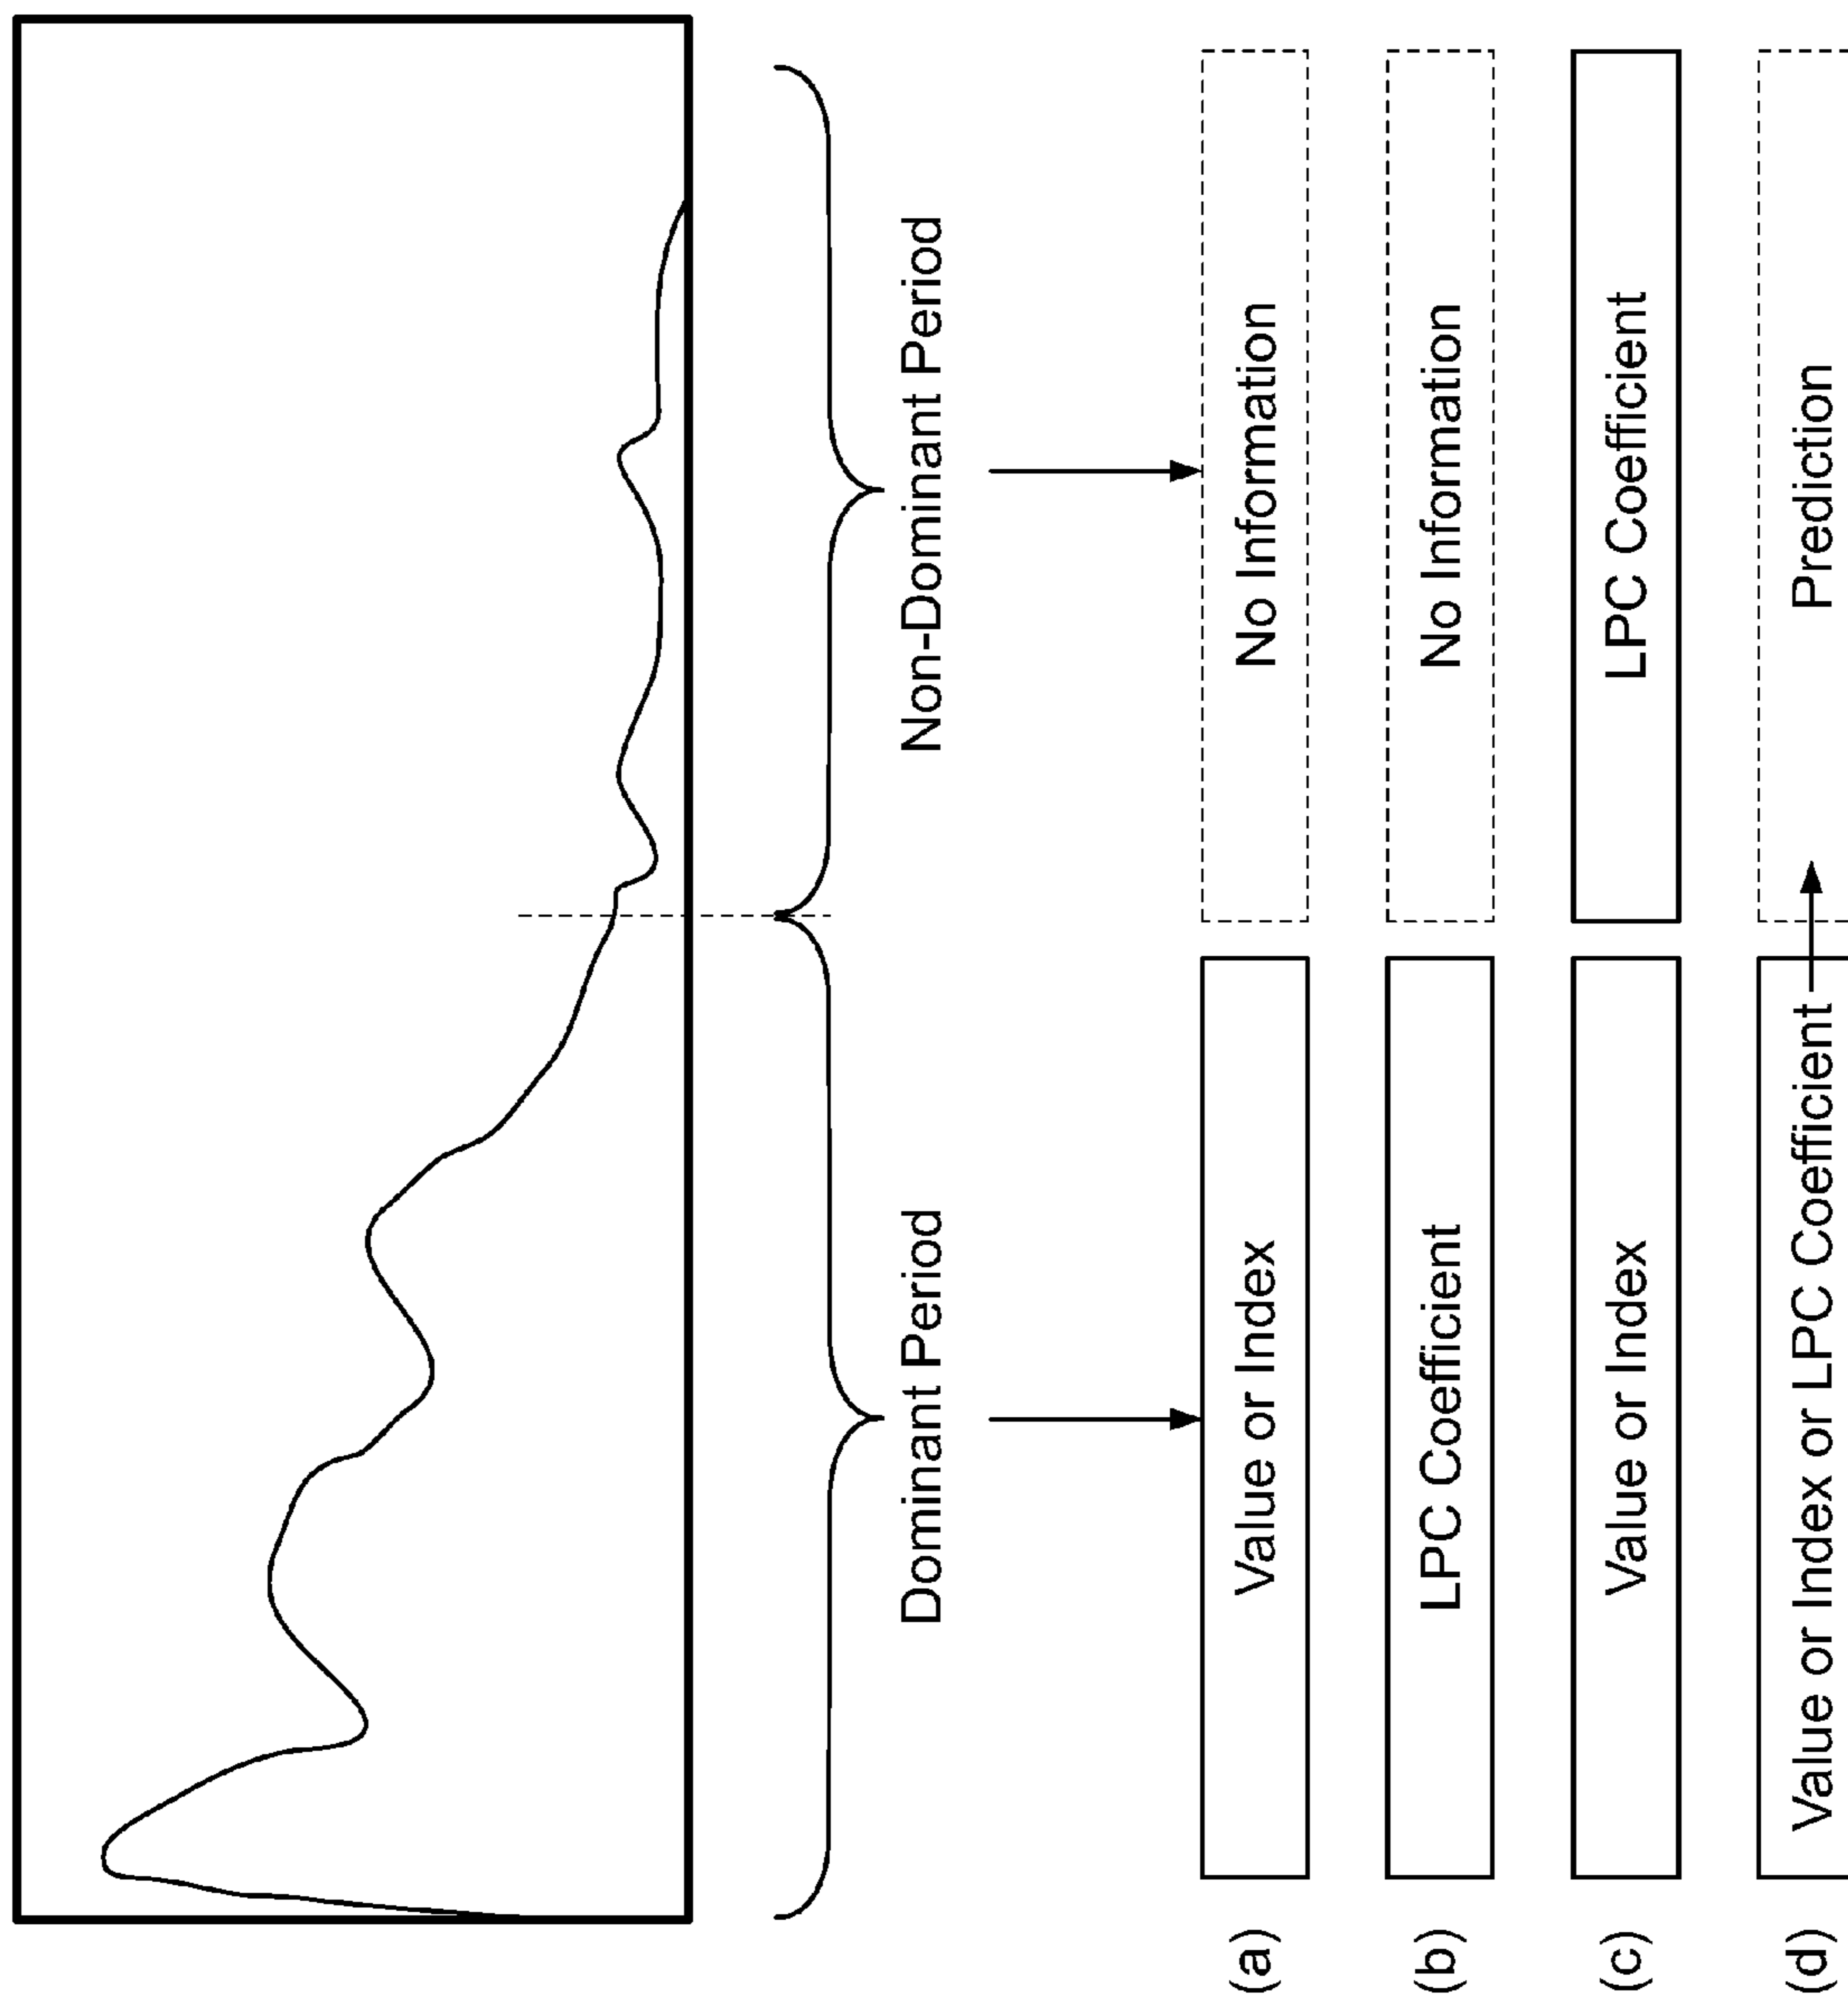 Dominant Period
Non-Dominant Period
(a)
Value or Index
No Information
(b)
LPC Coefficient
No Information
(c)
Value or Index
LPC Coefficient
(d)
Value or Index or LPC Coefficient
Prediction